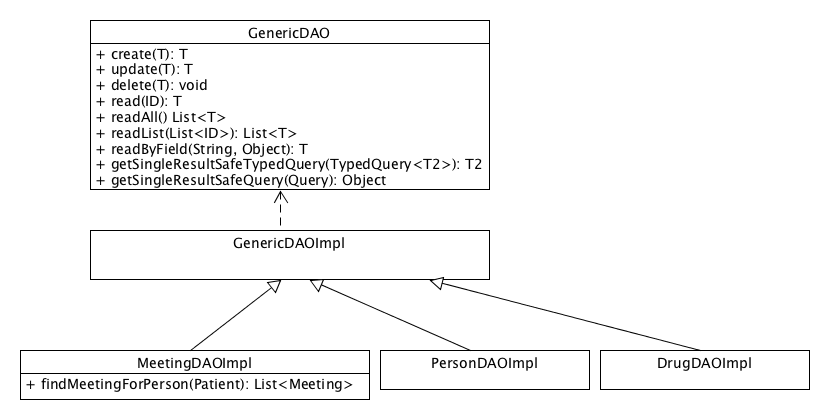 GenericDAO
+ create(T): T
+ update(T): T
+ delete(T): void
+ read(ID): T
+ readAll() List<T>
+ readList(List<ID>): List<T>
+ readByField(String, Object): T
+ getSingleResultSafeTypedQuery(TypedQuery<T2>): T2
+ getSingleResultSafeQuery(Query): Object
GenericDAOImpl
MeetingDAOImpl
+ findMeetingForPerson(Patient): List<Meeting>
PersonDAOImpl
DrugDAOImpl